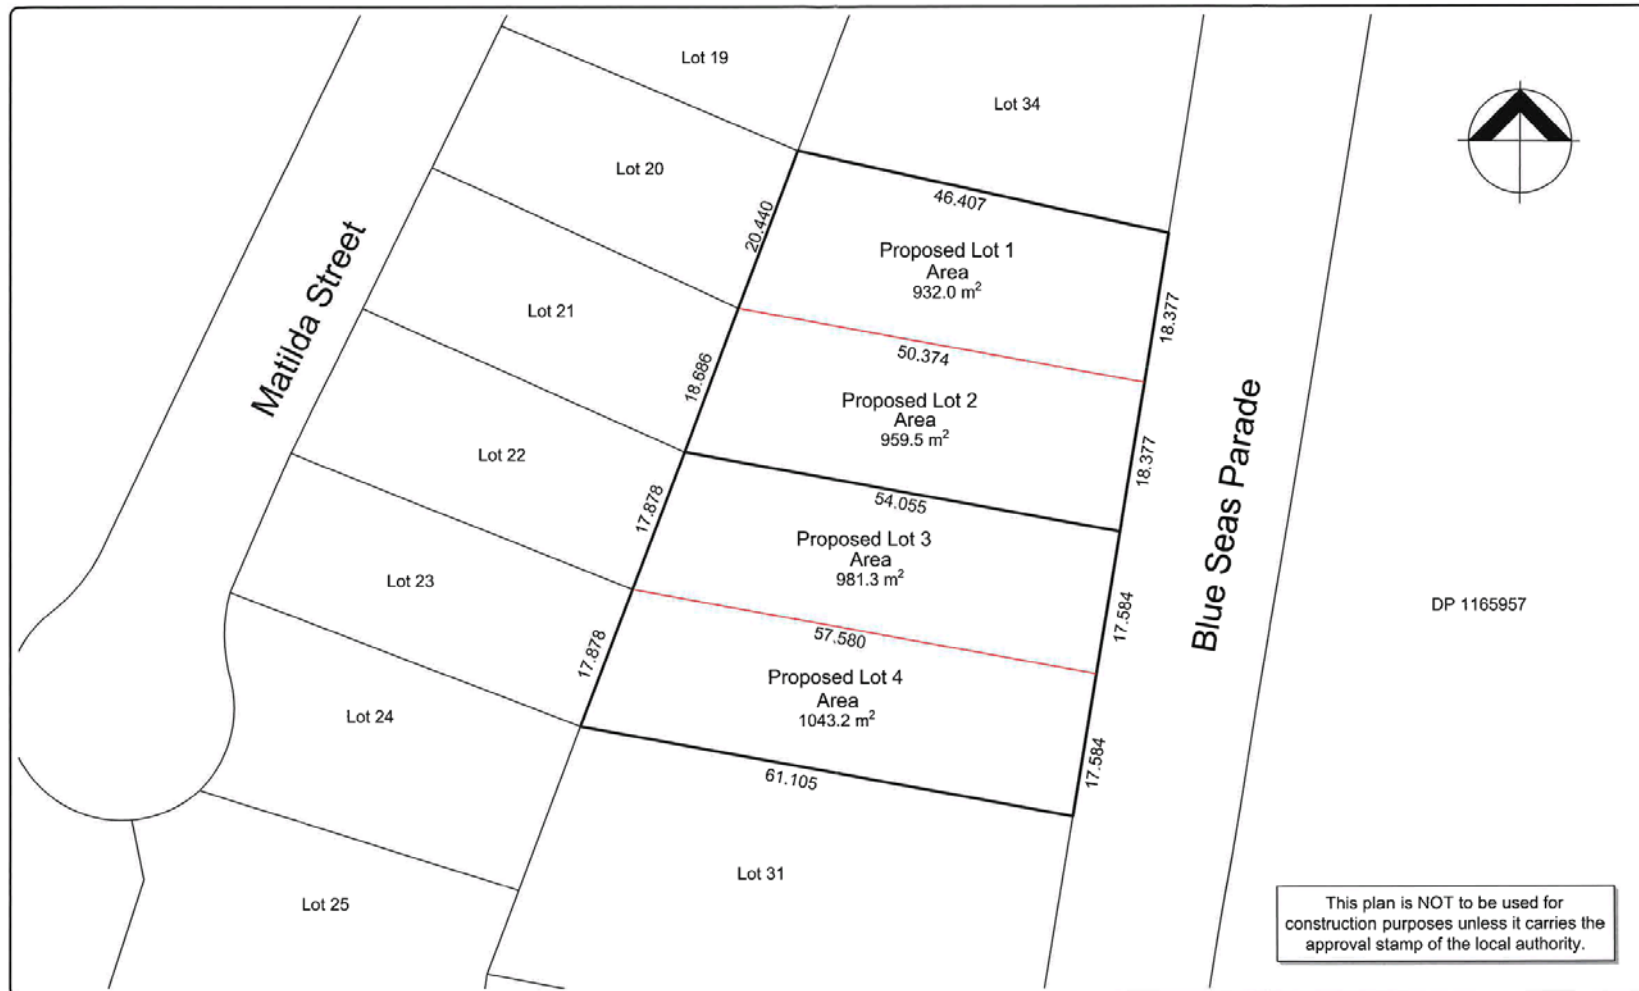 Lot 19
Lot 34
Lot 20
46.407
20.440
Proposed Lot 1
Area
932.0 m²
Matilda Street
Lot 21
18.377
50.374
18.686
Proposed Lot 2
Area
959.5 m²
Lot 22
18.377
Blue Seas Parade
54.055
17.878
Proposed Lot 3
Area
981.3 m²
Lot 23
17.584
DP 1165957
57.580
17.878
Proposed Lot 4
Area
1043.2 m²
Lot 24
17.584
61.105
Lot 31
Lot 25
This plan is NOT to be used for
construction purposes unless it carries the
approval stamp of the local authority.